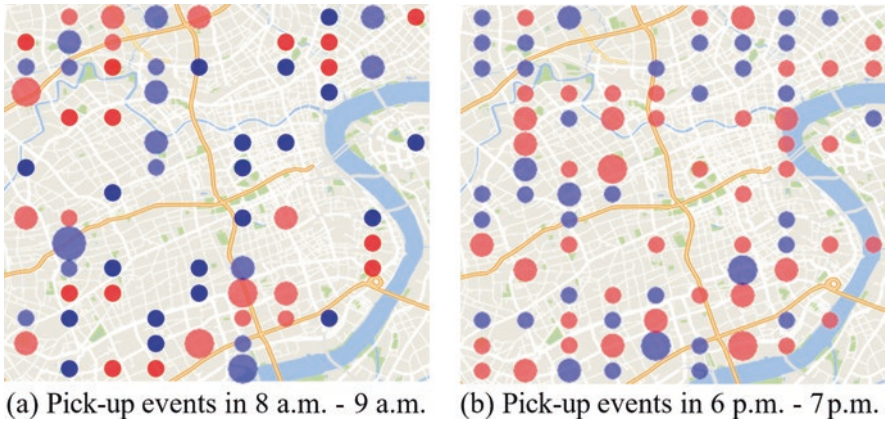 (a) Pick-up events in 8 a.m. - 9 a.m.
(b) Pick-up events in 6 p.m. - 7 p.m.